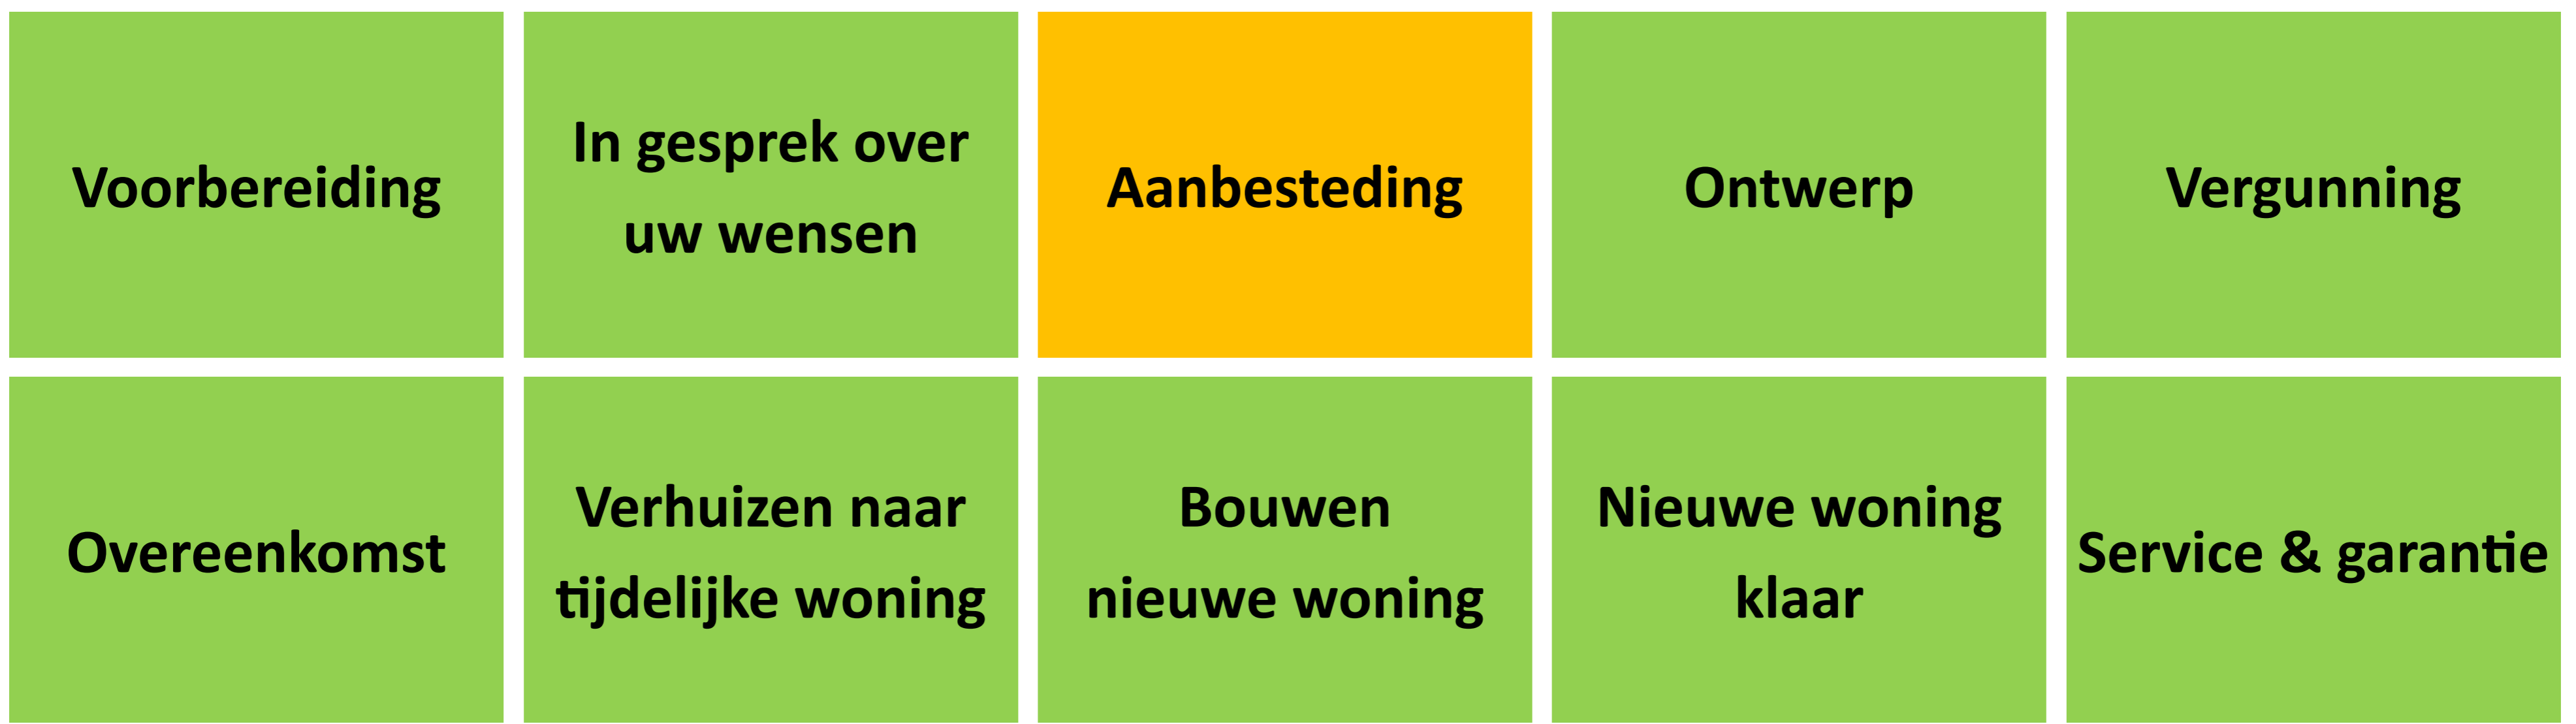 Voorbereiding
In gesprek over
uw wensen
Aanbesteding
Ontwerp
Vergunning
Overeenkomst
Verhuizen naar
tijdelijke woning
Bouwen
nieuwe woning
Nieuwe woning
klaar
Service & garantie